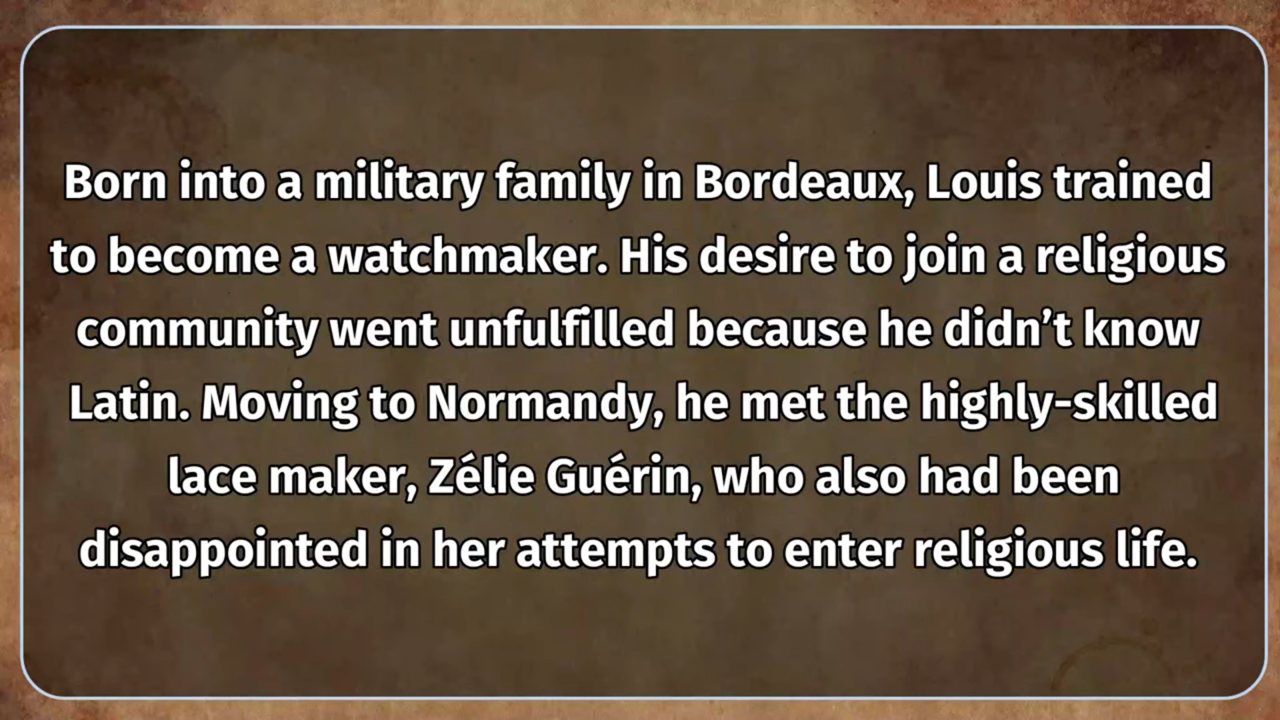 Born into a military family in Bordeaux, Louis trained
to become a watchmaker. His desire to join a religious
community went unfulfilled because he didn’t know
Latin. Moving to Normandy, he met the highly-skilled
lace maker, Zélie Guérin, who also had been
disappointed in her attempts to enter religious life.